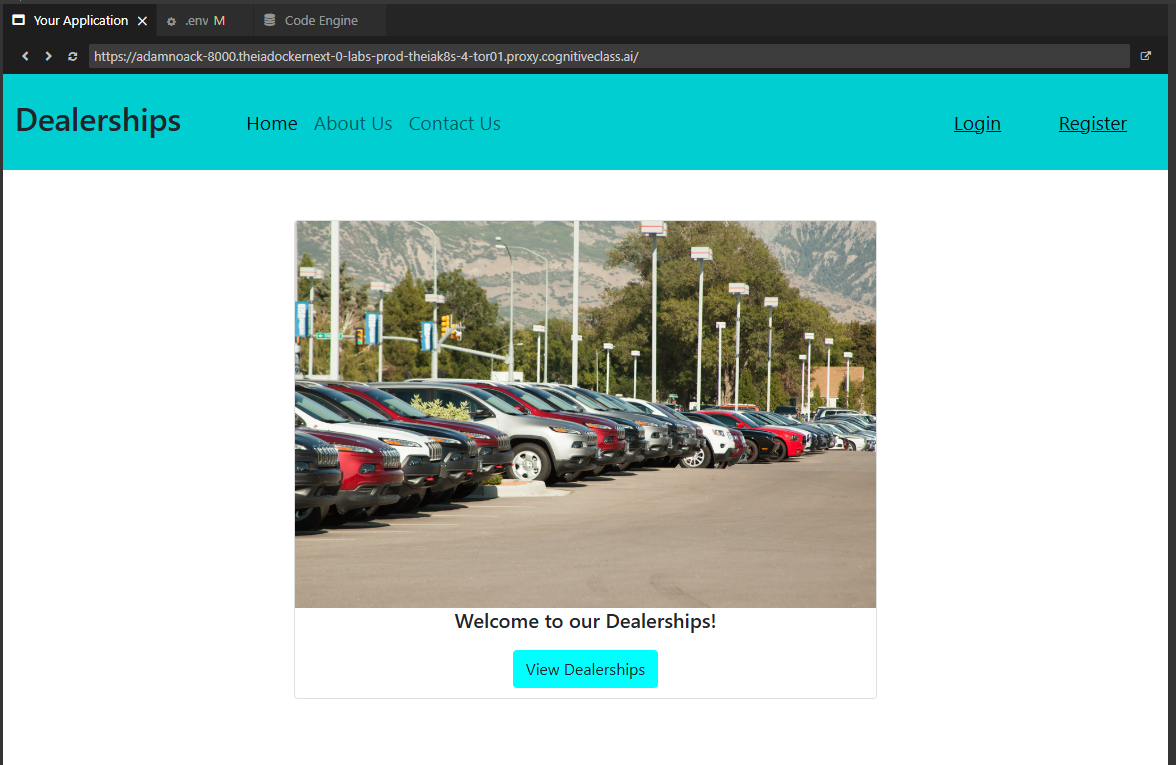 Your Application
.env M
Code Engine
https://adamnoack-8000.theiadockernext-0-labs-prod-theiak8s-4-tor01.proxy.cognitiveclass.ai/
Dealerships
Home About Us Contact Us
Login Register
Welcome to our Dealerships!
View Dealerships